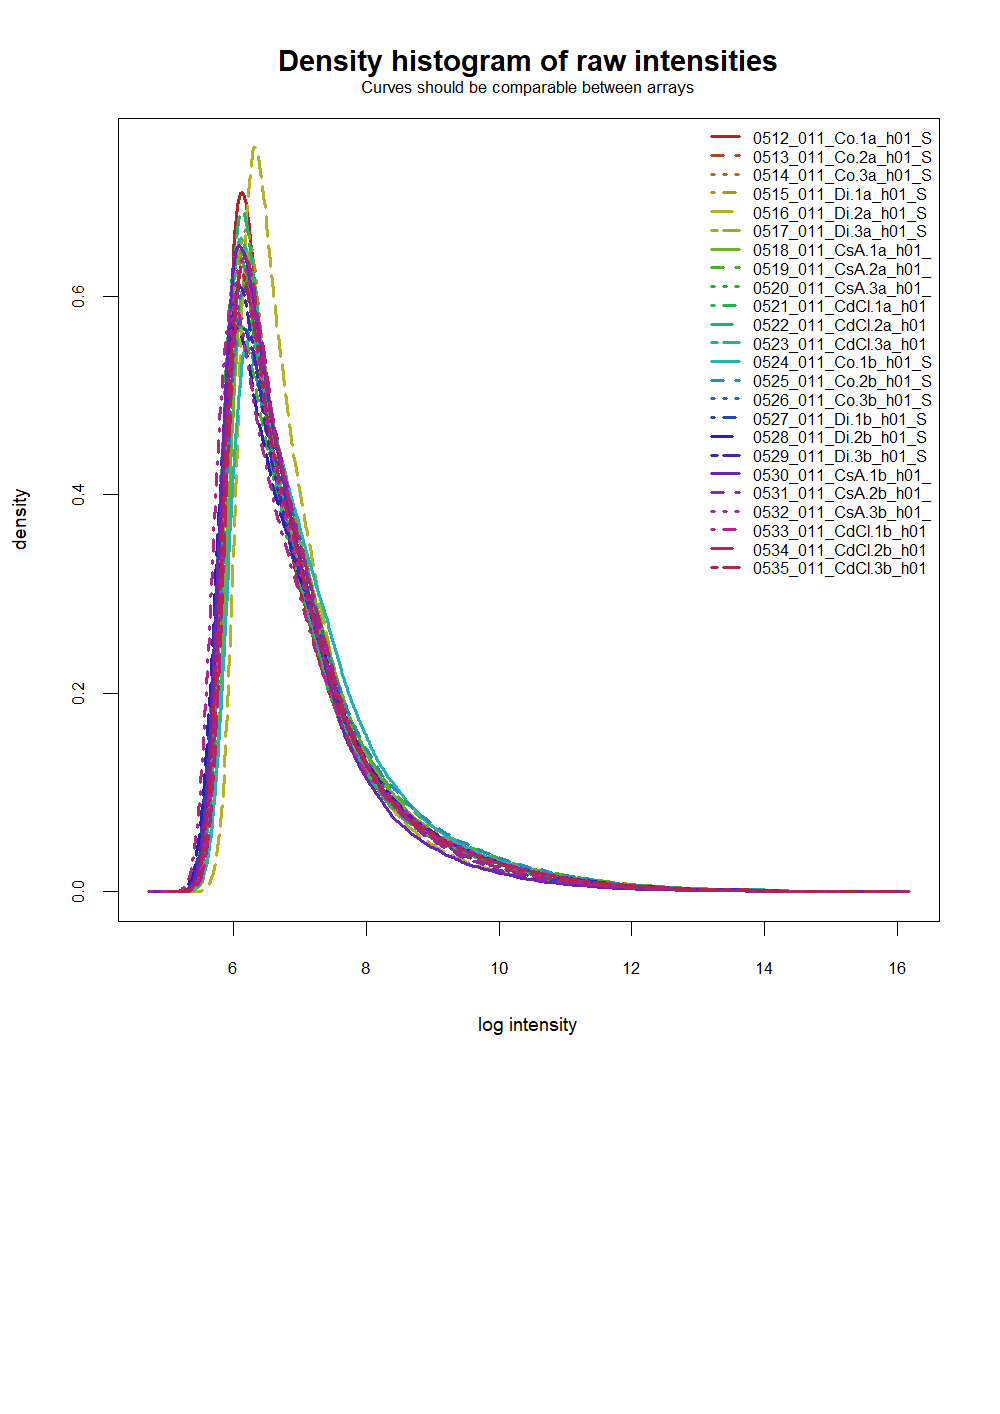 Density histogram of raw intensities
Curves should be comparable between arrays
0512_011_Co.1a_h01_S
0513_011_Co.2a_h01_S
0514_011_Co.3a_h01_S
0515_011_Di.1a_h01_S
0516_011_Di.2a_h01_S
0517_011_Di.3a_h01_S
0518_011_CsA.1a_h01_
0519_011_CsA.2a_h01_
0520_011_CsA.3a_h01_
0521_011_CdCl.1a_h01
0522_011_CdCl.2a_h01
0523_011_CdCl.3a_h01
0524_011_Co.1b_h01_S
0525_011_Co.2b_h01_S
0526_011_Co.3b_h01_S
0527_011_Di.1b_h01_S
0528_011_Di.2b_h01_S
0529_011_Di.3b_h01_S
0530_011_CsA.1b_h01_
0531_011_CsA.2b_h01_
0532_011_CsA.3b_h01_
0533_011_CdCl.1b_h01
0534_011_CdCl.2b_h01
0535_011_CdCl.3b_h01
density
0.6
0.4
0.2
0.0
6 8 10 12 14 16
log intensity